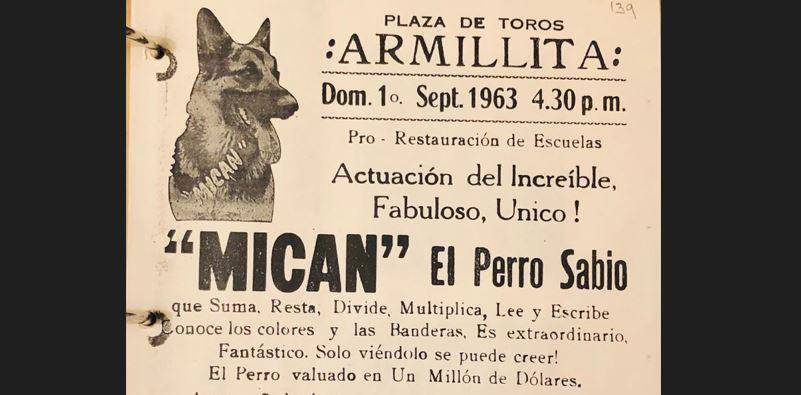 139
PLAZA DE TOROS
:ARMILLITA:
Dom. 1o. Sept. 1963 4.30 p. m.
Pro - Restauración de Escuelas
Actuación del Increíble,
Fabuloso, Unico !
"MICAN"
"MICAN" El Perro Sabio
que Suma, Resta, Divide, Multiplica, Lee y Escribe
Conoce los colores y las Banderas, Es extraordinario,
Fantástico. Solo viéndolo se puede creer!
El Perro valuado en Un Millón de Dólares.